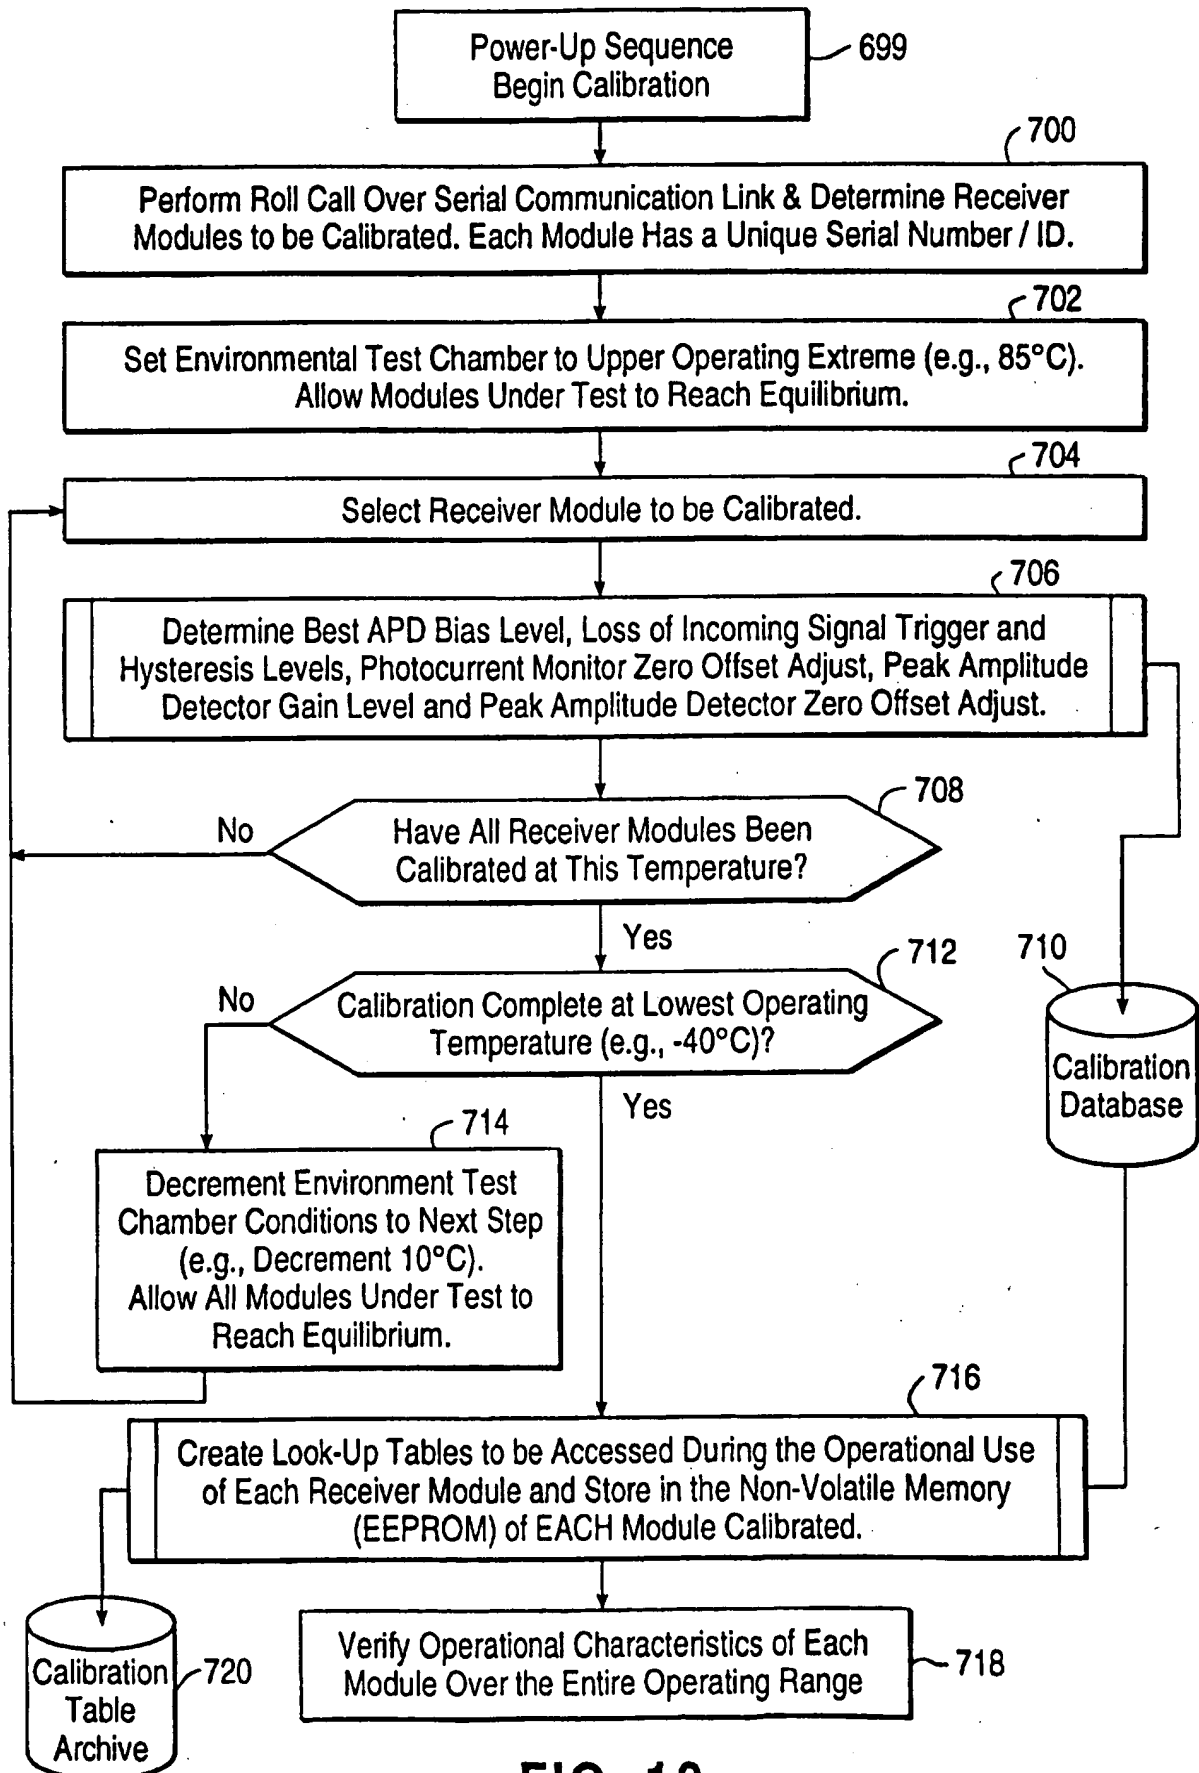 Power-Up Sequence
Begin Calibration
699
700
Perform Roll Call Over Serial Communication Link & Determine Receiver
Modules to be Calibrated. Each Module Has a Unique Serial Number / ID.
702
Set Environmental Test Chamber to Upper Operating Extreme (e.g., 85°C).
Allow Modules Under Test to Reach Equilibrium.
704
Select Receiver Module to be Calibrated.
706
Determine Best APD Bias Level, Loss of Incoming Signal Trigger and
Hysteresis Levels, Photocurrent Monitor Zero Offset Adjust, Peak Amplitude
Detector Gain Level and Peak Amplitude Detector Zero Offset Adjust.
708
No
Have All Receiver Modules Been
Calibrated at This Temperature?
Yes
712
710
No
Calibration Complete at Lowest Operating
Temperature (e.g., -40°C)?
Yes
Calibration
Database
714
Decrement Environment Test
Chamber Conditions to Next Step
(e.g., Decrement 10°C).
Allow All Modules Under Test to
Reach Equilibrium.
716
Create Look-Up Tables to be Accessed During the Operational Use
of Each Receiver Module and Store in the Non-Volatile Memory
(EEPROM) of EACH Module Calibrated.
Verify Operational Characteristics of Each
Module Over the Entire Operating Range
718
Calibration
Table
Archive
720